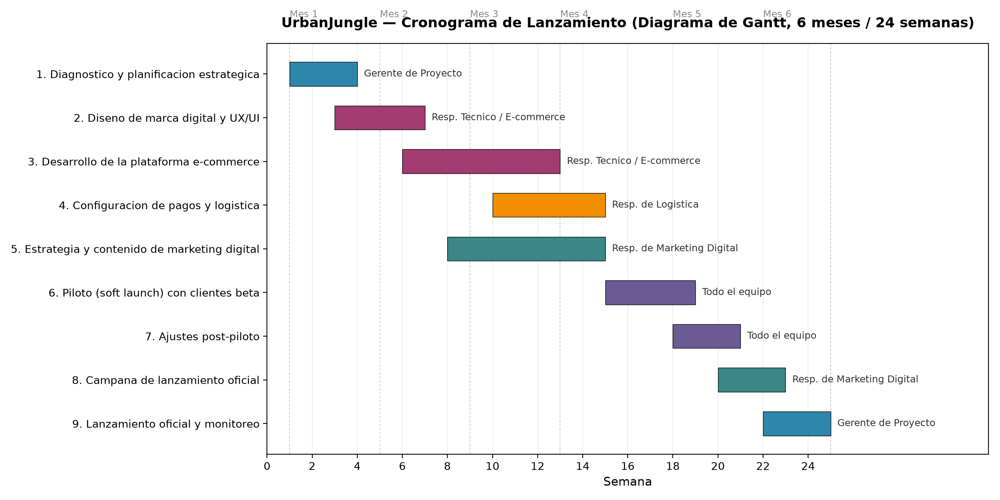 Mes 1 Mes 2 Mes 3 Mes 4 Mes 5 Mes 6
UrbanJungle — Cronograma de Lanzamiento (Diagrama de Gantt, 6 meses / 24 semanas)
1. Diagnostico y planificacion estrategica Gerente de Proyecto
2. Diseno de marca digital y UX/UI Resp. Tecnico / E-commerce
3. Desarrollo de la plataforma e-commerce Resp. Tecnico / E-commerce
4. Configuracion de pagos y logistica Resp. de Logistica
5. Estrategia y contenido de marketing digital Resp. de Marketing Digital
6. Piloto (soft launch) con clientes beta Todo el equipo
7. Ajustes post-piloto Todo el equipo
8. Campana de lanzamiento oficial Resp. de Marketing Digital
9. Lanzamiento oficial y monitoreo Gerente de Proyecto
0 2 4 6 8 10 12 14 16 18 20 22 24
Semana